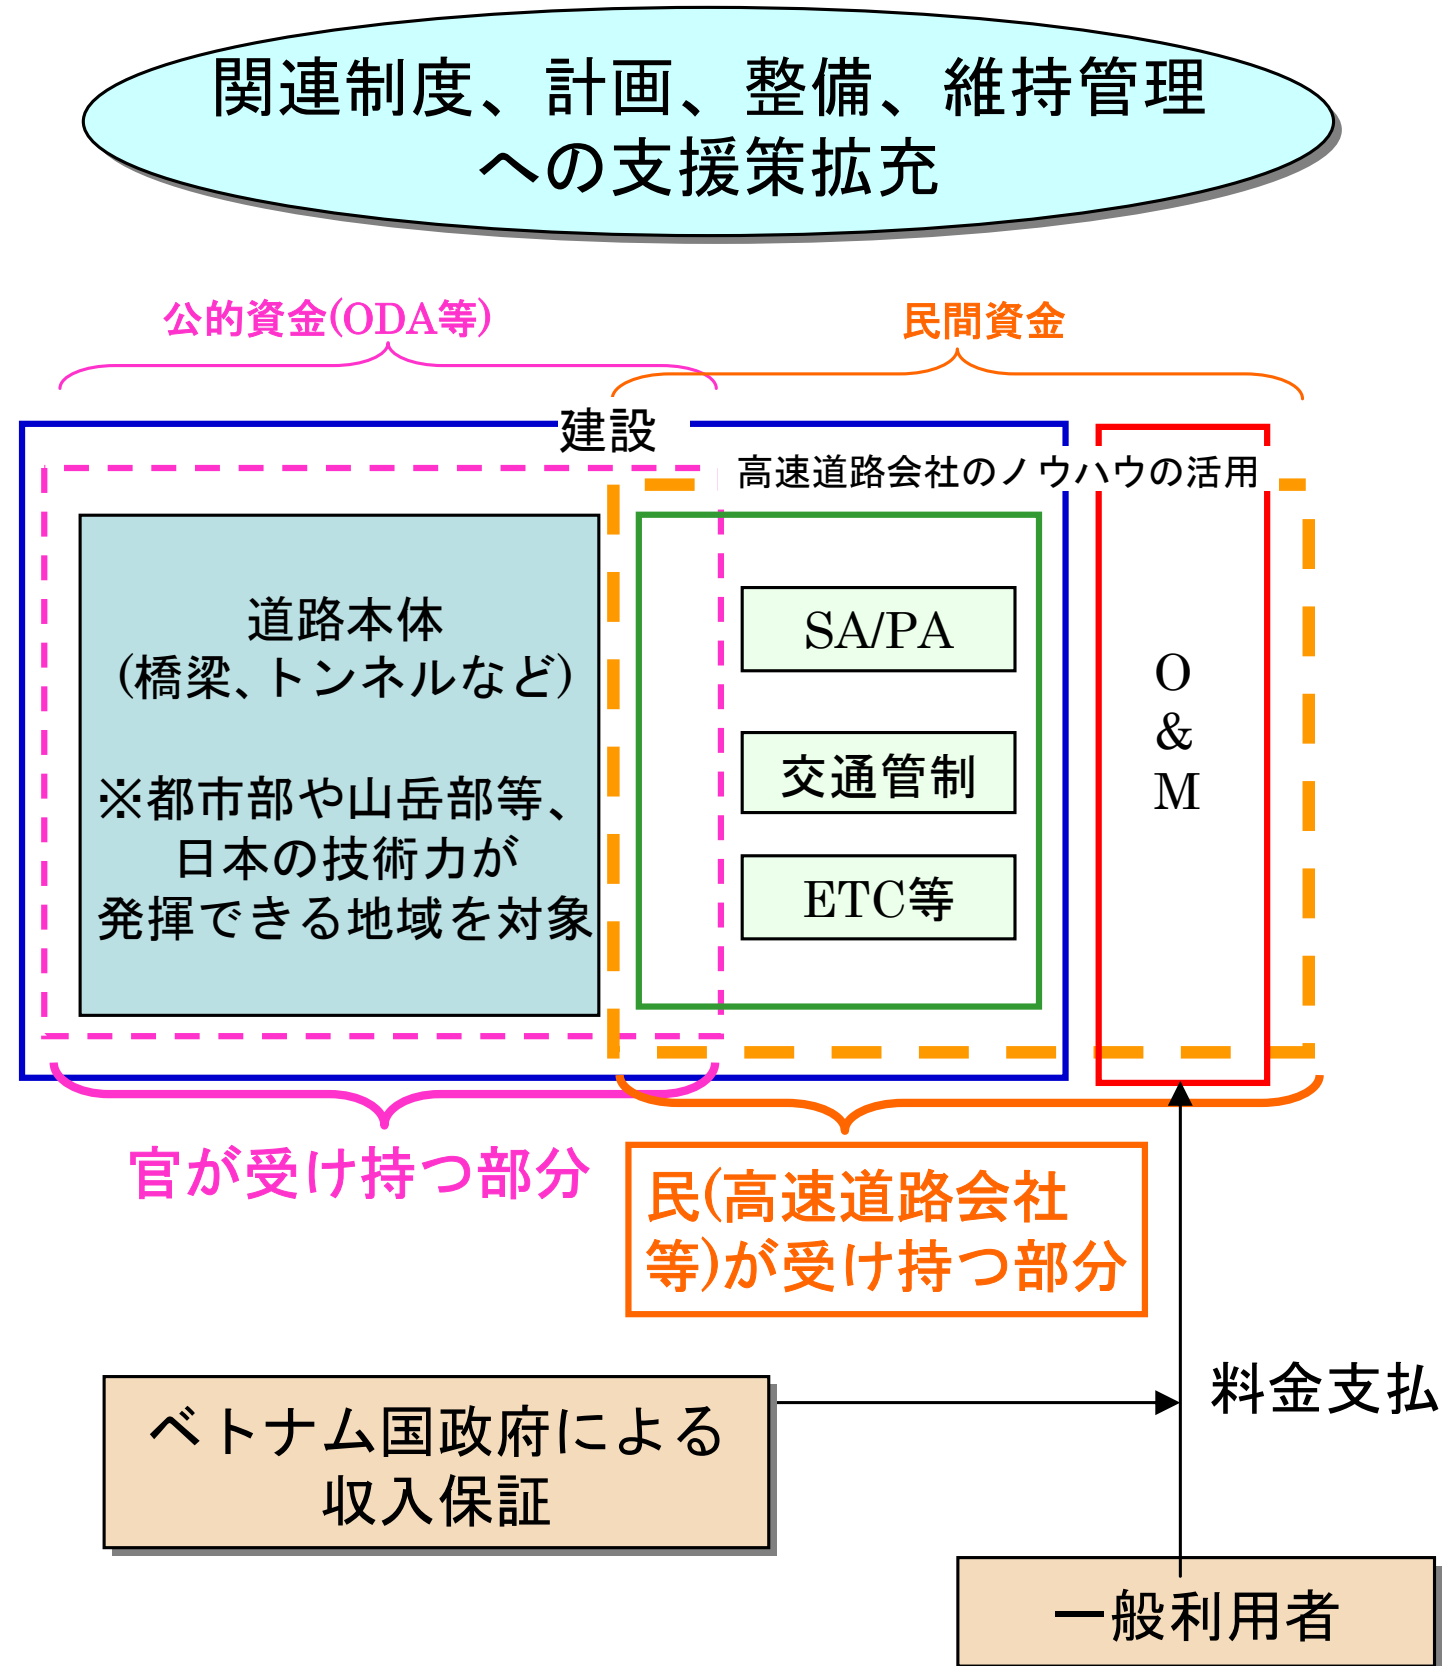 関連制度、計画、整備、維持管理
への支援策拡充
公的資金(ODA等)
民間資金
建設
高速道路会社のノウハウの活用
道路本体
(橋梁、トンネルなど)
※都市部や山岳部等、
日本の技術力が
発揮できる地域を対象
SA/PA
交通管制
ETC等
O
&
M
官が受け持つ部分
民(高速道路会社
等)が受け持つ部分
ベトナム国政府による
収入保証
料金支払
一般利用者